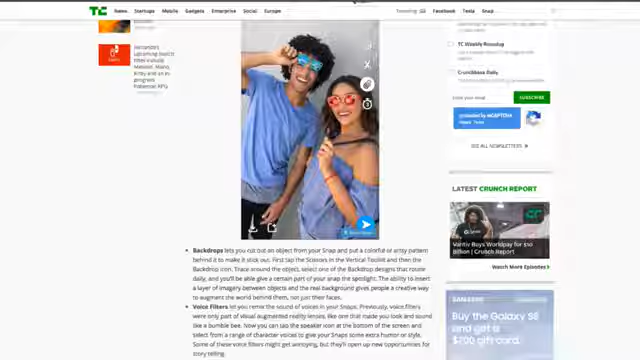 TC
News Startups Mobile Gadgets Enterprise Social Europe
Trending Facebook Tesla Snap
Nintendo's
upcoming
TC Weekly Roundup
Crunchbase Daily
Enter your email
SUBSCRIBE
protected by reCAPTCHA
SEE ALL NEWSLETTERS
LATEST CRUNCH REPORT
Vantiv Buys Worldpay for $10
Billion | Crunch Report
Watch More Episodes
Backdrops lets you cut out an object from your Snap and put a colorful or artsy pattern
behind it to make it stick out. First tap the Scissors in the Vertical Toolkit and then the
Backdrop icon. Trace around the object, select one of the Backdrop designs that rotate
daily, and you'll be able give a certain part of your snap the spotlight. The ability to insert
a layer of imagery between objects and the real background gives people a creative way
to augment the world behind them, not just their faces.
Voice Filters let you remix the sound of voices in your Snaps. Previously, voice filters
were only part of visual augmented reality lenses, like one that made you look and sound
like a bumble bee. Now you can tap the speaker icon at the bottom of the screen and
select from a range of character voices to give your Snaps some extra humor or style.
Some of these voice filters might get annoying, but they'll open up new opportunities for
story telling.
SAMSUNG
Buy the Galaxy S8
and get a
$200 gift card.